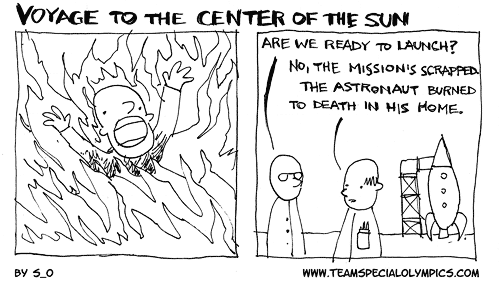 VOYAGE TO THE CENTER OF THE SUN
ARE WE READY TO LAUNCH?
NO, THE MISSION'S SCRAPPED.
THE ASTRONAUT BURNED
TO DEATH IN HIS HOME.
BY S_O
WWW.TEAMSPECIALOLYMPICS.COM